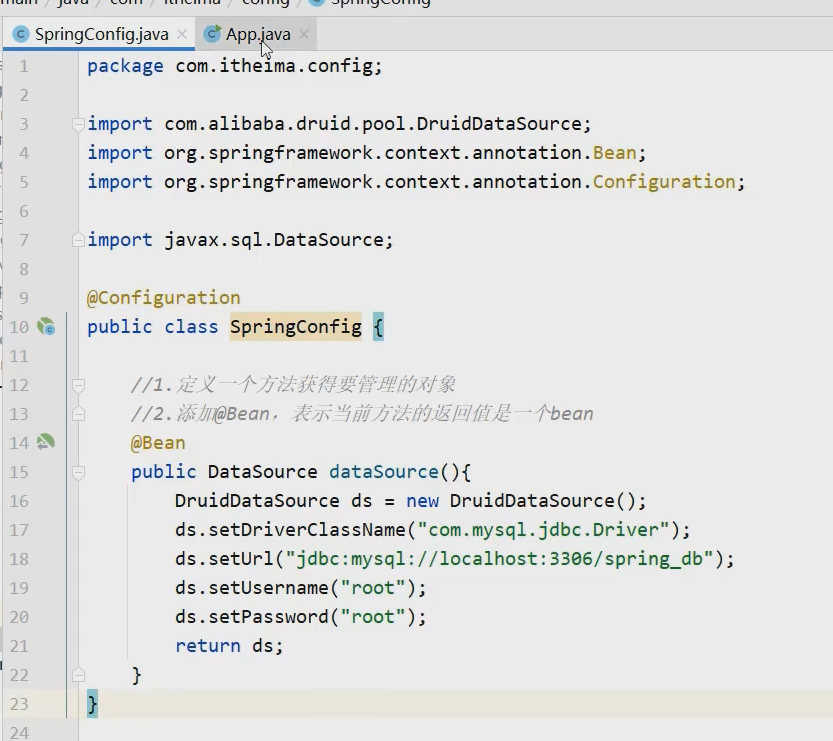 main / java / com / itheima / config / SpringConfig
SpringConfig.java × App.java ×
1 package com.itheima.config;
2
3 import com.alibaba.druid.pool.DruidDataSource;
4 import org.springframework.context.annotation.Bean;
5 import org.springframework.context.annotation.Configuration;
6
7 import javax.sql.DataSource;
8
9 @Configuration
10 public class SpringConfig {
11
12 //1.定义一个方法获得要管理的对象
13 //2.添加@Bean，表示当前方法的返回值是一个bean
14 @Bean
15 public DataSource dataSource(){
16 DruidDataSource ds = new DruidDataSource();
17 ds.setDriverClassName("com.mysql.jdbc.Driver");
18 ds.setUrl("jdbc:mysql://localhost:3306/spring_db");
19 ds.setUsername("root");
20 ds.setPassword("root");
21 return ds;
22 }
23 }
24